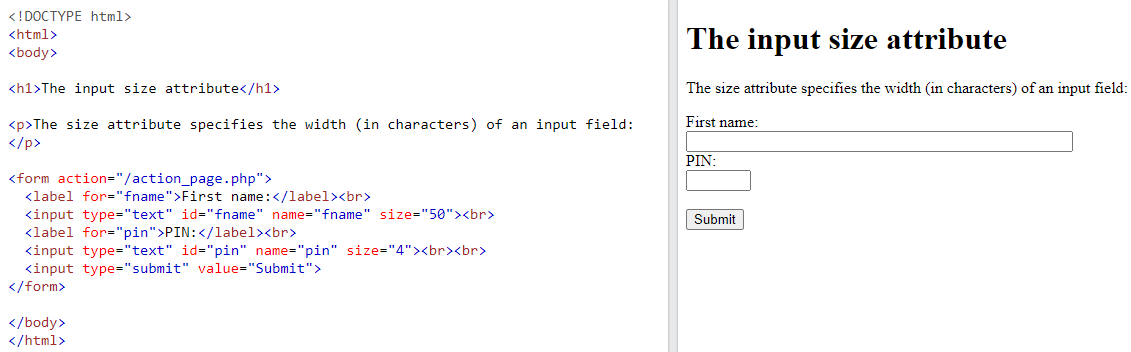 <!DOCTYPE html>
<html>
<body>
<h1>The input size attribute</h1>
<p>The size attribute specifies the width (in characters) of an input field:
</p>
<form action="/action_page.php">
<label for="fname">First name:</label><br>
<input type="text" id="fname" name="fname" size="50"><br>
<label for="pin">PIN:</label><br>
<input type="text" id="pin" name="pin" size="4"><br><br>
<input type="submit" value="Submit">
</form>
</body>
</html>
The input size attribute
The size attribute specifies the width (in characters) of an input field:
First name:
PIN:
Submit